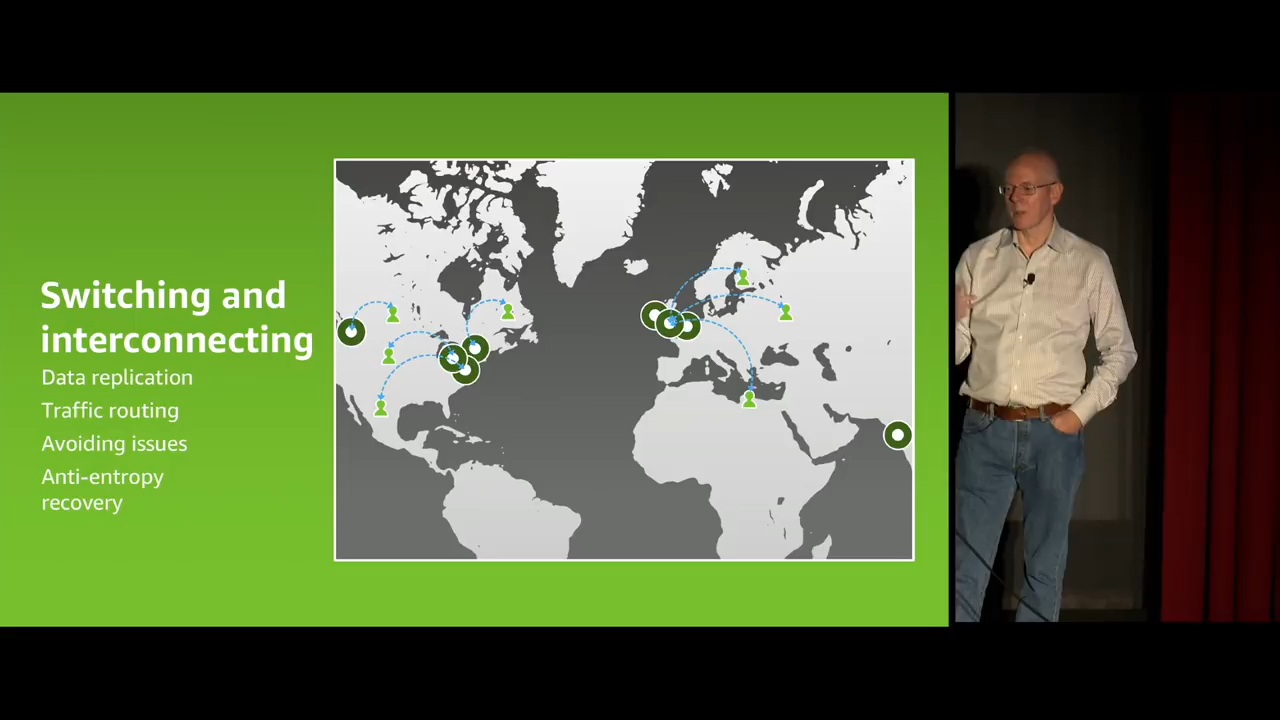 Switching and
interconnecting
Data replication
Traffic routing
Avoiding issues
Anti-entropy
recovery